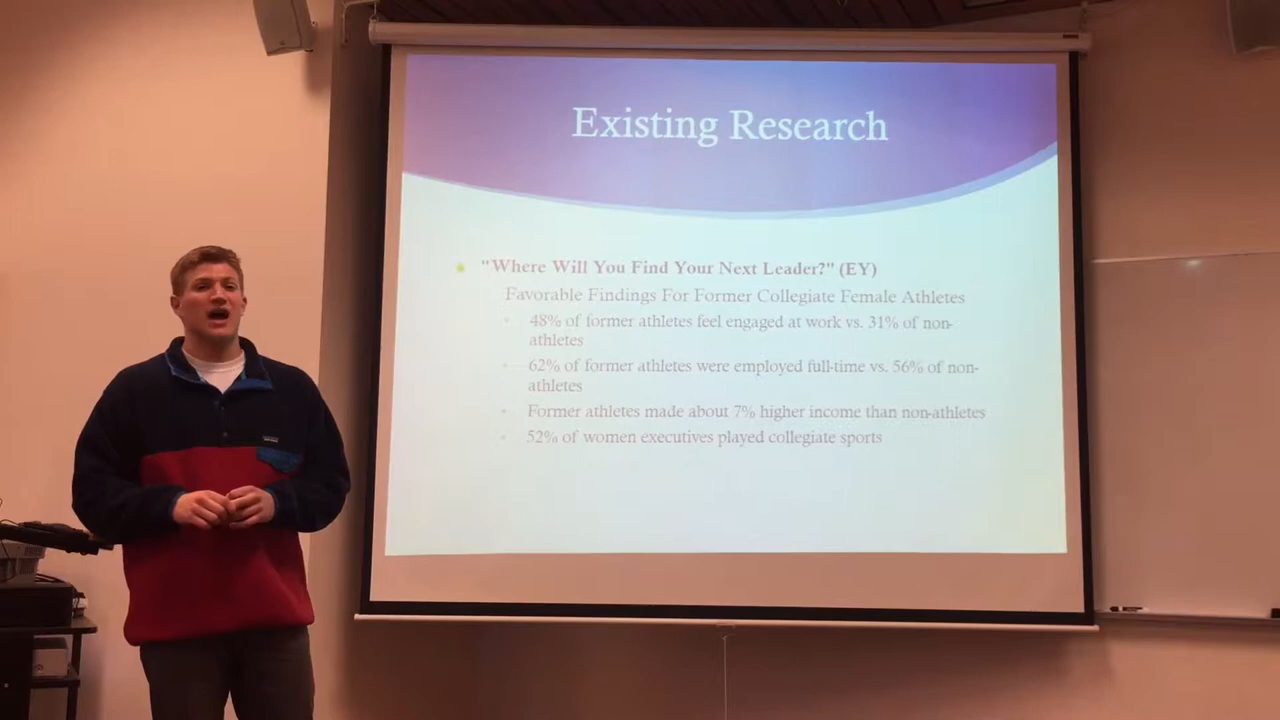 Existing Research
"Where Will You Find Your Next Leader?" (EY)
Favorable Findings For Former Collegiate Female Athletes
48% of former athletes feel engaged at work vs. 31% of non-
athletes
62% of former athletes were employed full-time vs. 56% of non-
athletes
Former athletes made about 7% higher income than non-athletes
52% of women executives played collegiate sports